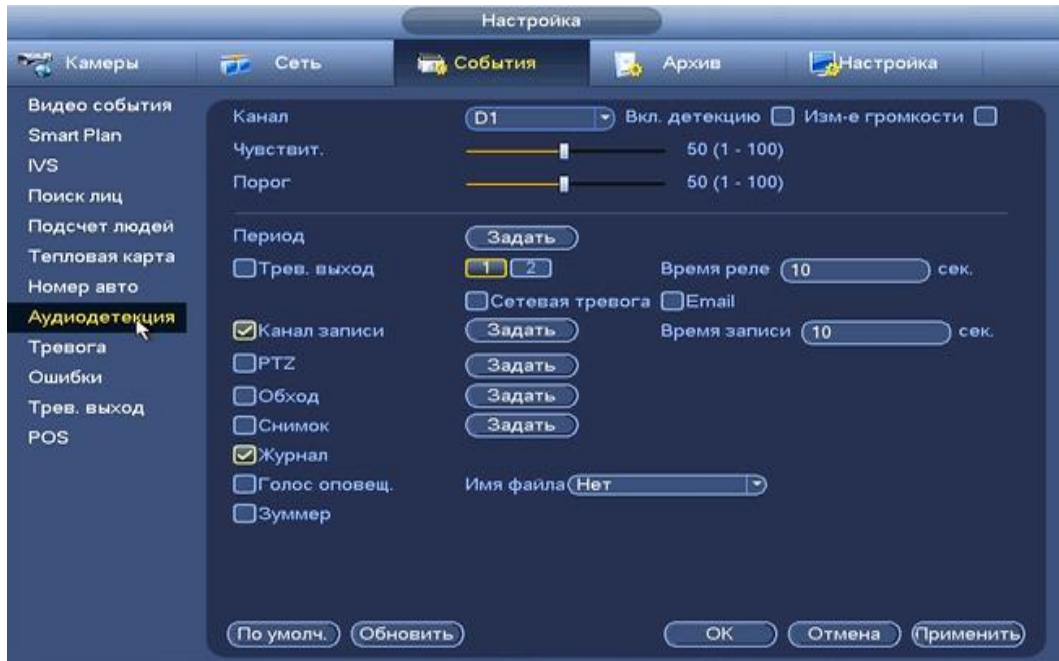 Настройка
Камеры Сеть События Архив Настройка
Видео события
Smart Plan
IVS
Поиск лиц
Подсчет людей
Тепловая карта
Номер авто
Аудиодетекция
Тревога
Ошибки
Трев. выход
POS
Канал D1 Вкл. детекцию Изм-е громкости
Чувствит. 50 (1 - 100)
Порог 50 (1 - 100)
Период Задать
Трев. выход 1 2 Время реле 10 сек.
Сетевая тревога Email
Канал записи Задать Время записи 10 сек.
PTZ Задать
Обход Задать
Снимок Задать
Журнал
Голос оповещ. Имя файла Нет
Зуммер
По умолч. Обновить ОК Отмена Применить